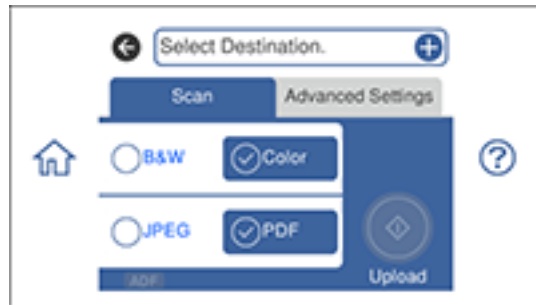 Select Destination.
Scan
Advanced Settings
B&W
Color
JPEG
PDF
ADF
Upload